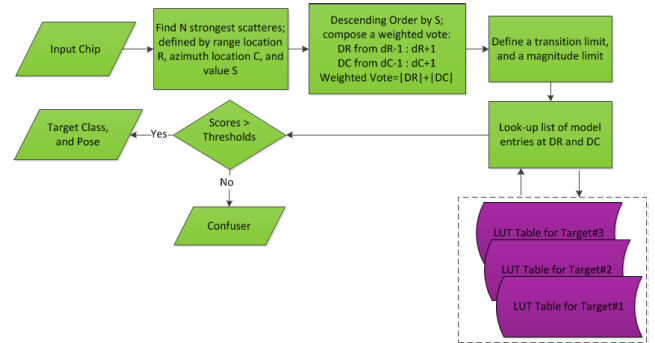 Input Chip
Find N strongest scatteres;
defined by range location
R, azimuth location C, and
value S
Descending Order by S;
compose a weighted vote:
DR from dR-1 : dR+1
DC from dC-1 : dC+1
Weighted Vote=|DR|+|DC|
Define a transition limit,
and a magnitude limit
Look-up list of model
entries at DR and DC
Scores >
Thresholds
Yes
Target Class,
and Pose
No
Confuser
LUT Table for Target#3
LUT Table for Target#2
LUT Table for Target#1